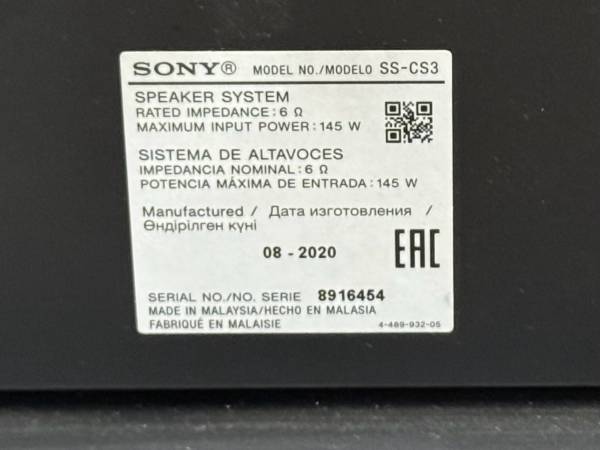 SONY® MODEL NO./MODELO SS-CS3
SPEAKER SYSTEM
RATED IMPEDANCE : 6 Ω
MAXIMUM INPUT POWER : 145 W
SISTEMA DE ALTAVOCES
IMPEDANCIA NOMINAL : 6 Ω
POTENCIA MÁXIMA DE ENTRADA : 145 W
Manufactured / Дата изготовления /
Өндірілген күні
08 - 2020
EAC
SERIAL NO./NO. SERIE 8916454
MADE IN MALAYSIA/HECHO EN MALASIA
FABRIQUÉ EN MALAISIE 4-489-932-05